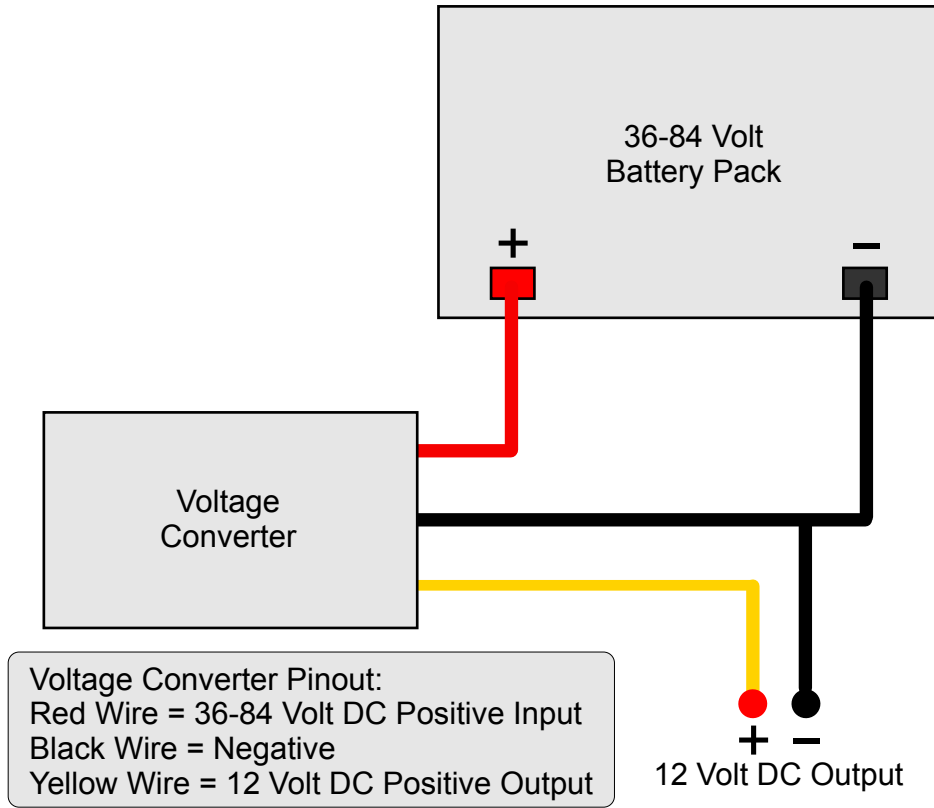 36-84 Volt
Battery Pack
+ −
Voltage
Converter
Voltage Converter Pinout:
Red Wire = 36-84 Volt DC Positive Input
Black Wire = Negative
Yellow Wire = 12 Volt DC Positive Output
+ −
12 Volt DC Output